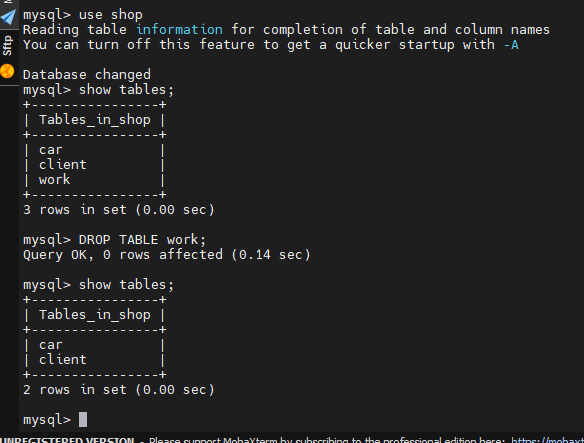 Sftp
mysql> use shop
Reading table information for completion of table and column names
You can turn off this feature to get a quicker startup with -A
Database changed
mysql> show tables;
+----------------+
| Tables_in_shop |
+----------------+
| car            |
| client         |
| work           |
+----------------+
3 rows in set (0.00 sec)
mysql> DROP TABLE work;
Query OK, 0 rows affected (0.14 sec)
mysql> show tables;
+----------------+
| Tables_in_shop |
+----------------+
| car            |
| client         |
+----------------+
2 rows in set (0.00 sec)
mysql>
UNREGISTERED VERSION - Please support MobaXterm by subscribing to the professional edition here: